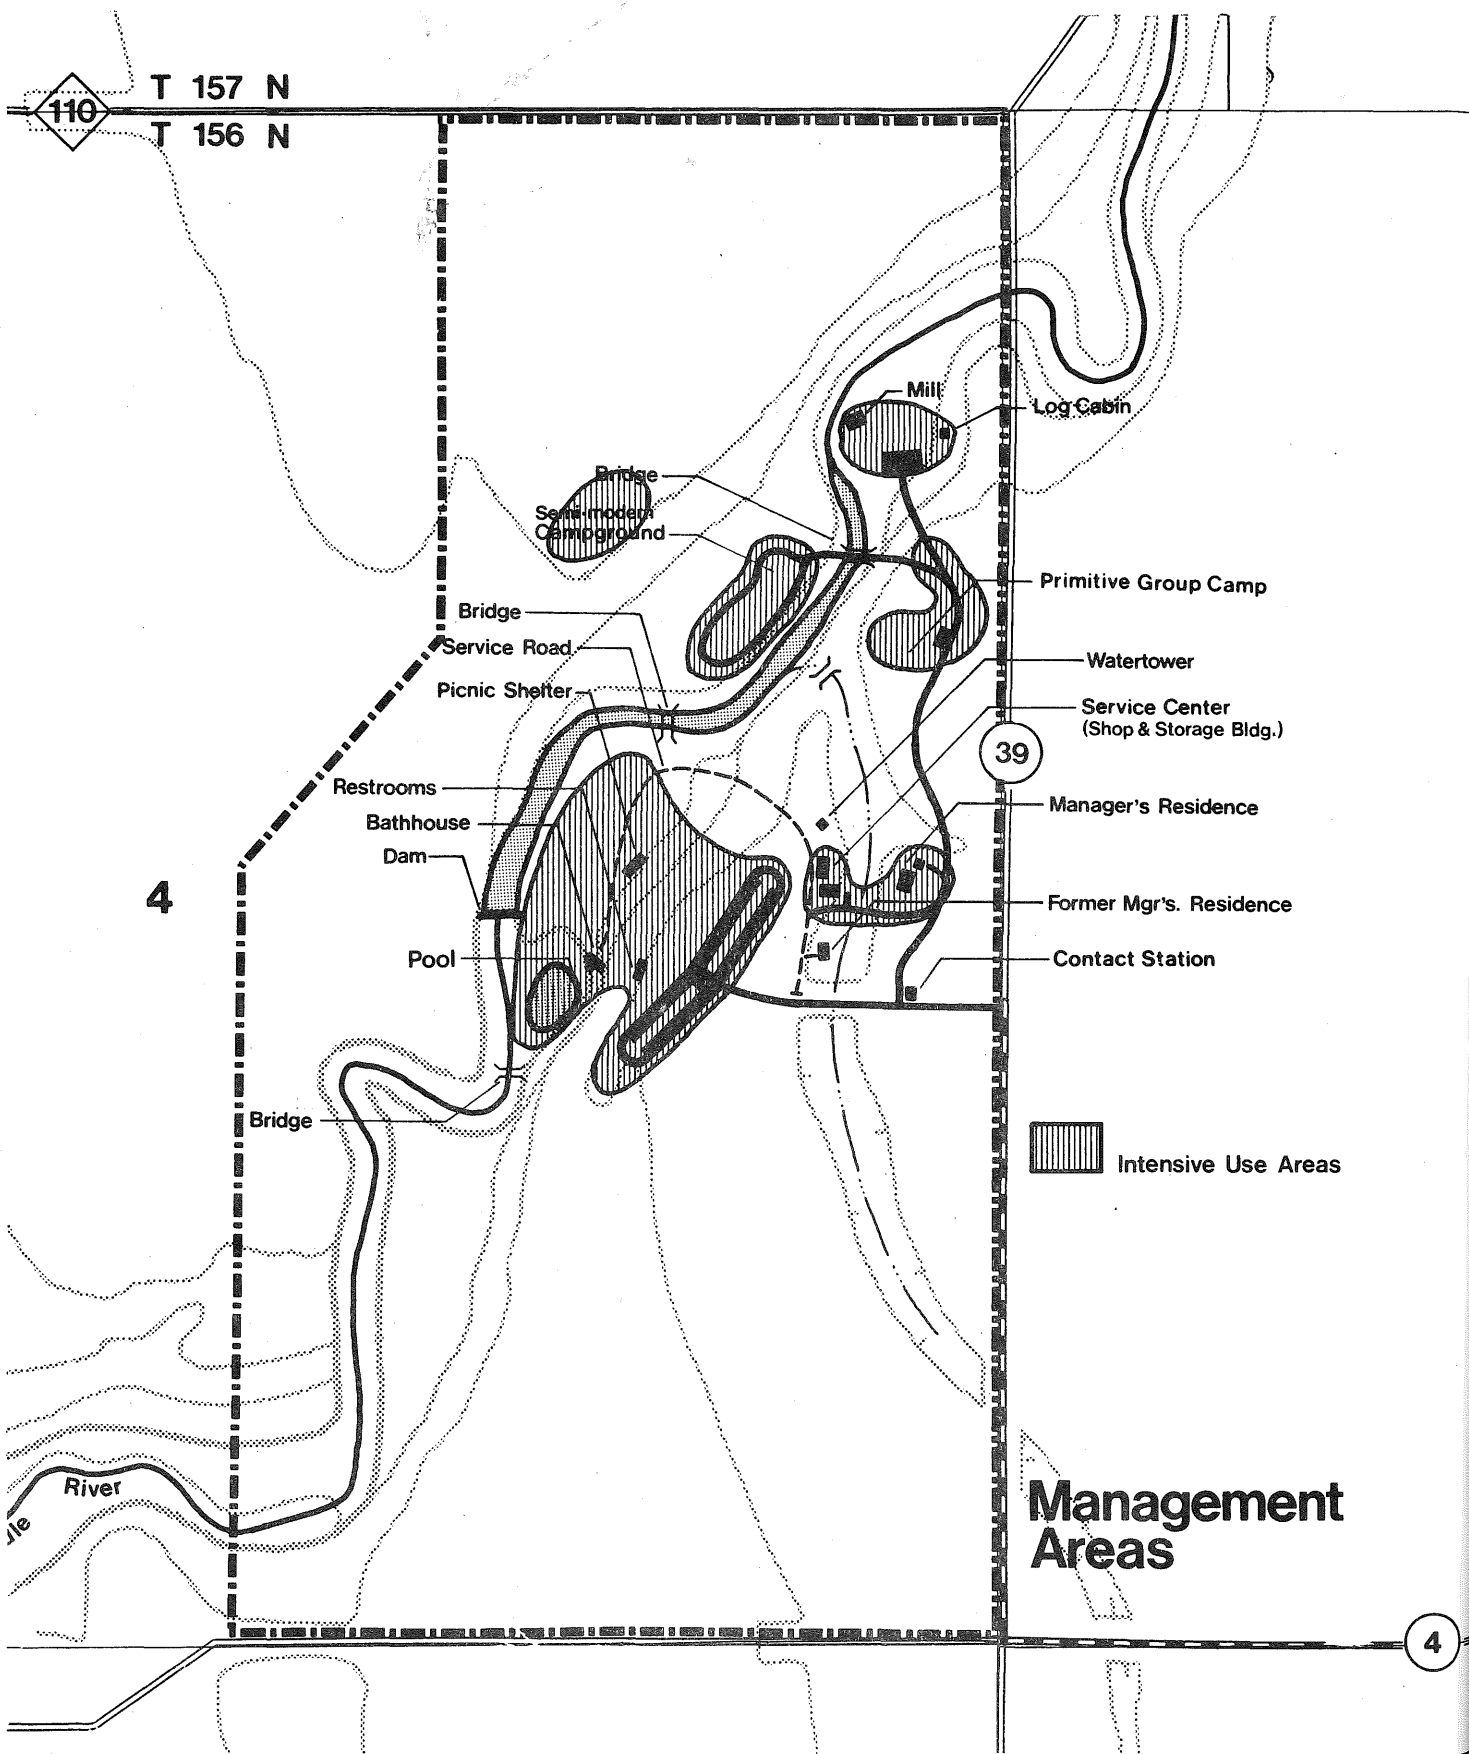 T 157 N
110
T 156 N
Mill
Log Cabin
Bridge
Semi-modern
Campground
Primitive Group Camp
Bridge
Service Road
Watertower
Picnic Shelter
Service Center
(Shop & Storage Bldg.)
39
Restrooms
Manager's Residence
Bathhouse
Dam
4
Former Mgr's. Residence
Pool
Contact Station
Bridge
Intensive Use Areas
River
Management
Areas
4